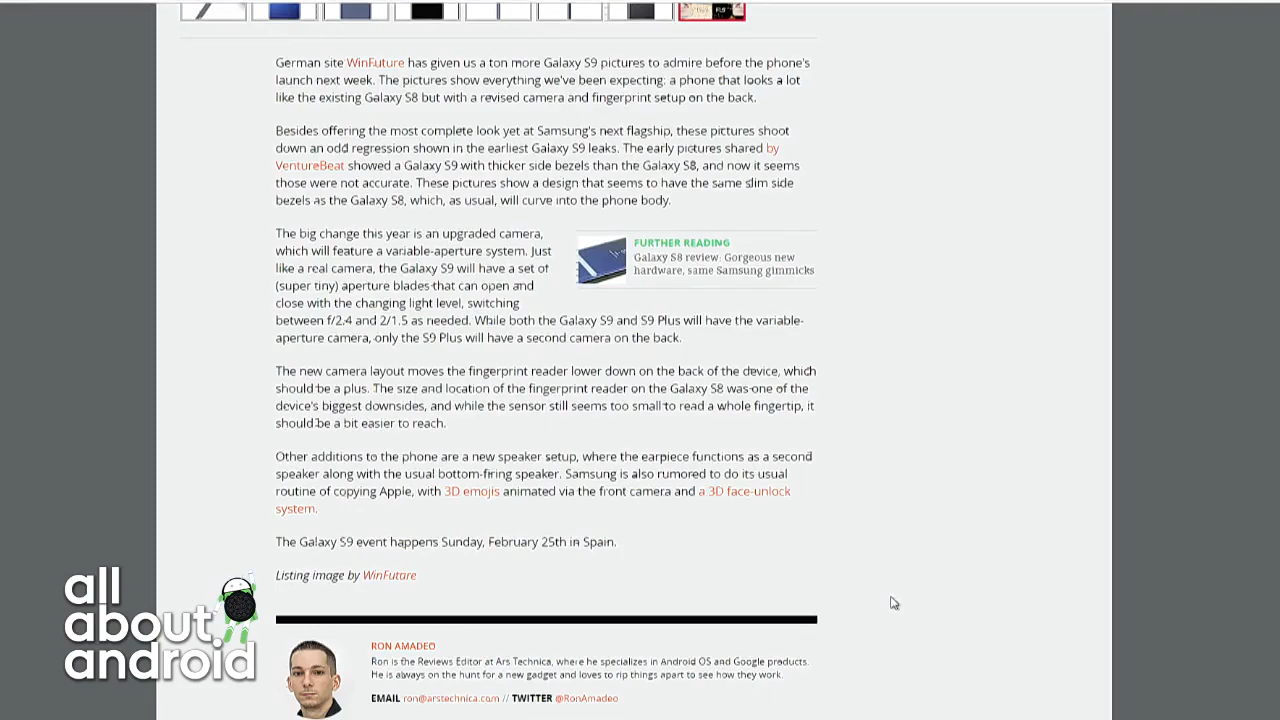 German site WinFuture has given us a ton more Galaxy S9 pictures to admire before the phone's
launch next week. The pictures show everything we've been expecting: a phone that looks a lot
like the existing Galaxy S8 but with a revised camera and fingerprint setup on the back.
Besides offering the most complete look yet at Samsung's next flagship, these pictures shoot
down an odd regression shown in the earliest Galaxy S9 leaks. The early pictures shared by
VentureBeat showed a Galaxy S9 with thicker side bezels than the Galaxy S8, and now it seems
those were not accurate. These pictures show a design that seems to have the same slim side
bezels as the Galaxy S8, which, as usual, will curve into the phone body.
The big change this year is an upgraded camera,
which will feature a variable-aperture system. Just
like a real camera, the Galaxy S9 will have a set of
(super tiny) aperture blades that can open and
close with the changing light level, switching
between f/2.4 and 2/1.5 as needed. While both the Galaxy S9 and S9 Plus will have the variable-
aperture camera, only the S9 Plus will have a second camera on the back.
FURTHER READING
Galaxy S8 review: Gorgeous new
hardware, same Samsung gimmicks
The new camera layout moves the fingerprint reader lower down on the back of the device, which
should be a plus. The size and location of the fingerprint reader on the Galaxy S8 was one of the
device's biggest downsides, and while the sensor still seems too small to read a whole fingertip, it
should be a bit easier to reach.
Other additions to the phone are a new speaker setup, where the earpiece functions as a second
speaker along with the usual bottom-firing speaker. Samsung is also rumored to do its usual
routine of copying Apple, with 3D emojis animated via the front camera and a 3D face-unlock
system.
The Galaxy S9 event happens Sunday, February 25th in Spain.
Listing image by WinFuture
all
about
android
RON AMADEO
Ron is the Reviews Editor at Ars Technica, where he specializes in Android OS and Google products.
He is always on the hunt for a new gadget and loves to rip things apart to see how they work.
EMAIL ron@arstechnica.com // TWITTER @RonAmadeo